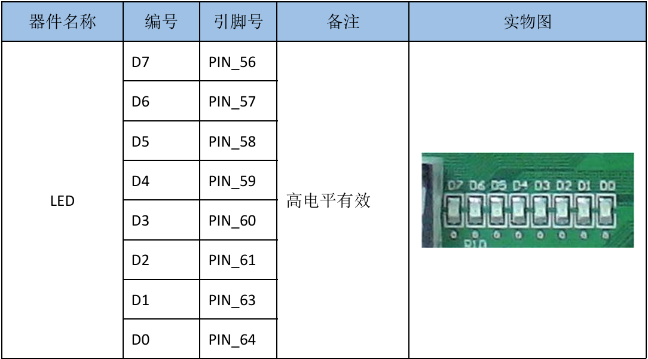 器件名称 编号 引脚号 备注 实物图
D7 PIN_56
D6 PIN_57
D5 PIN_58
D4 PIN_59
LED 高电平有效
D3 PIN_60
D2 PIN_61
D1 PIN_63
D0 PIN_64
D7 D6 D5 D4 D3 D2 D1 D0
R10